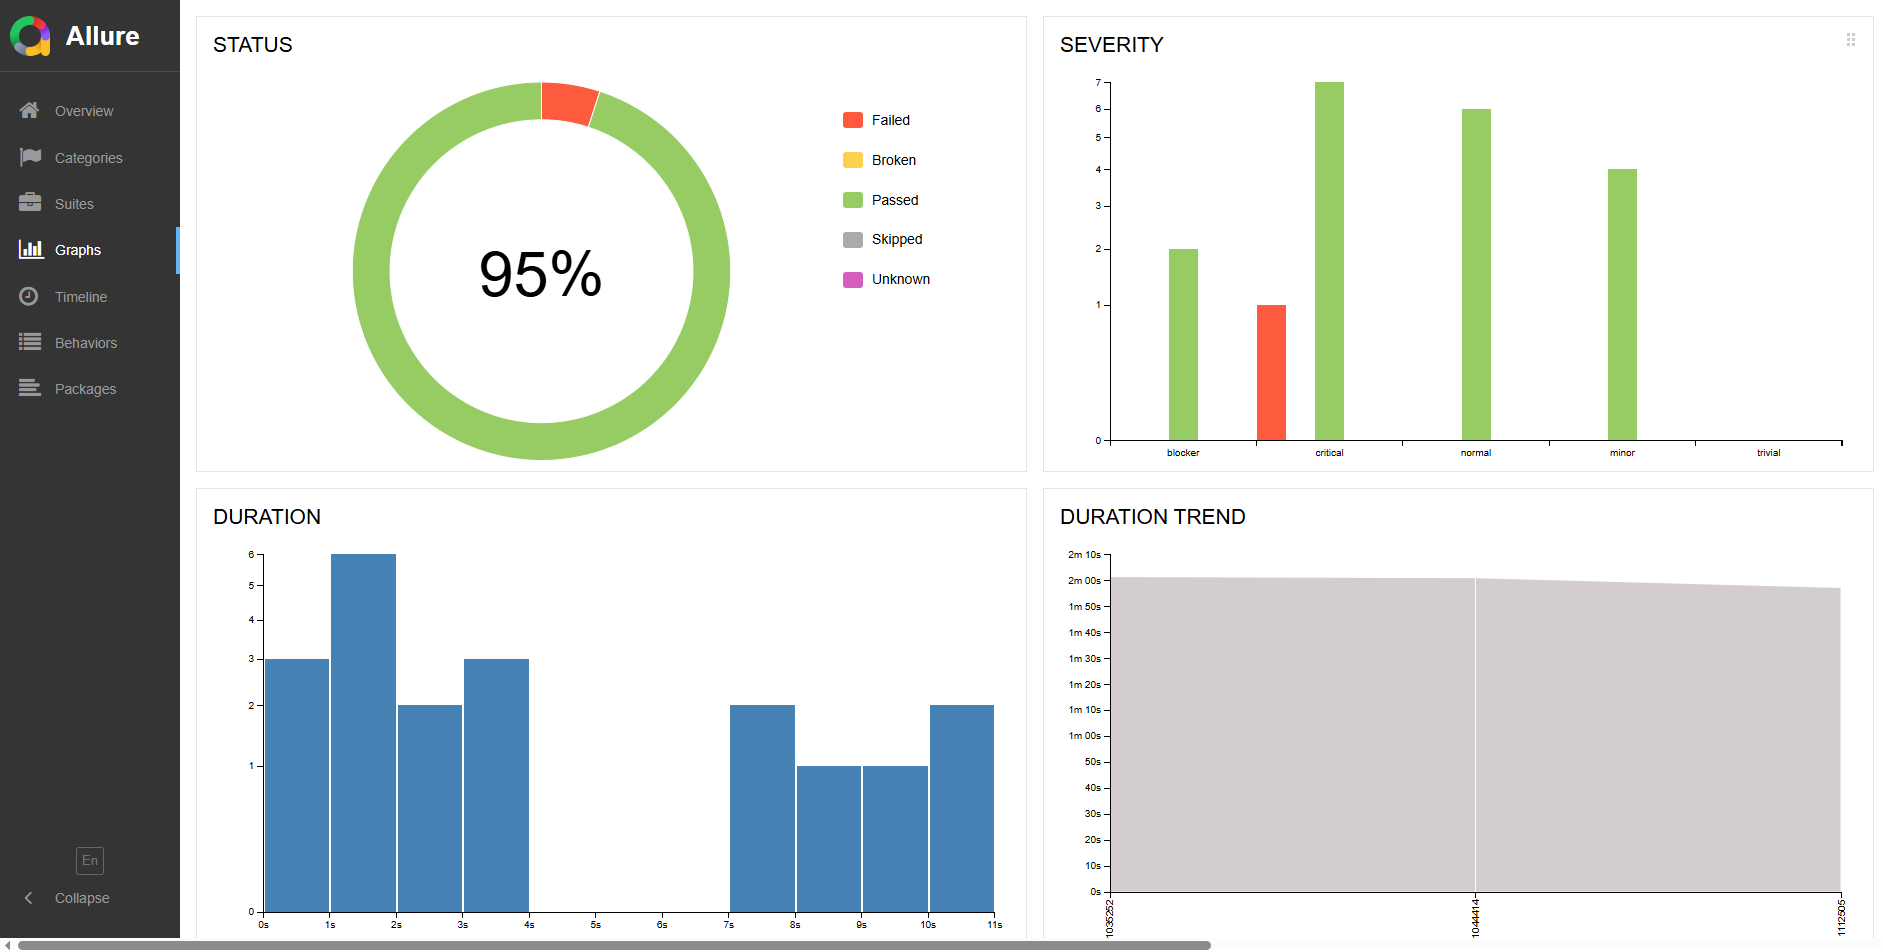 Allure
Overview
Categories
Suites
Graphs
Timeline
Behaviors
Packages
En
Collapse
STATUS
95%
Failed
Broken
Passed
Skipped
Unknown
SEVERITY
7
6
5
4
3
2
1
0
blocker critical normal minor trivial
DURATION
6
5
4
3
2
1
0
0s 1s 2s 3s 4s 5s 6s 7s 8s 9s 10s 11s
DURATION TREND
2m 10s
2m 00s
1m 50s
1m 40s
1m 30s
1m 20s
1m 10s
1m 00s
50s
40s
30s
20s
10s
0s
1035252
1044414
1112505